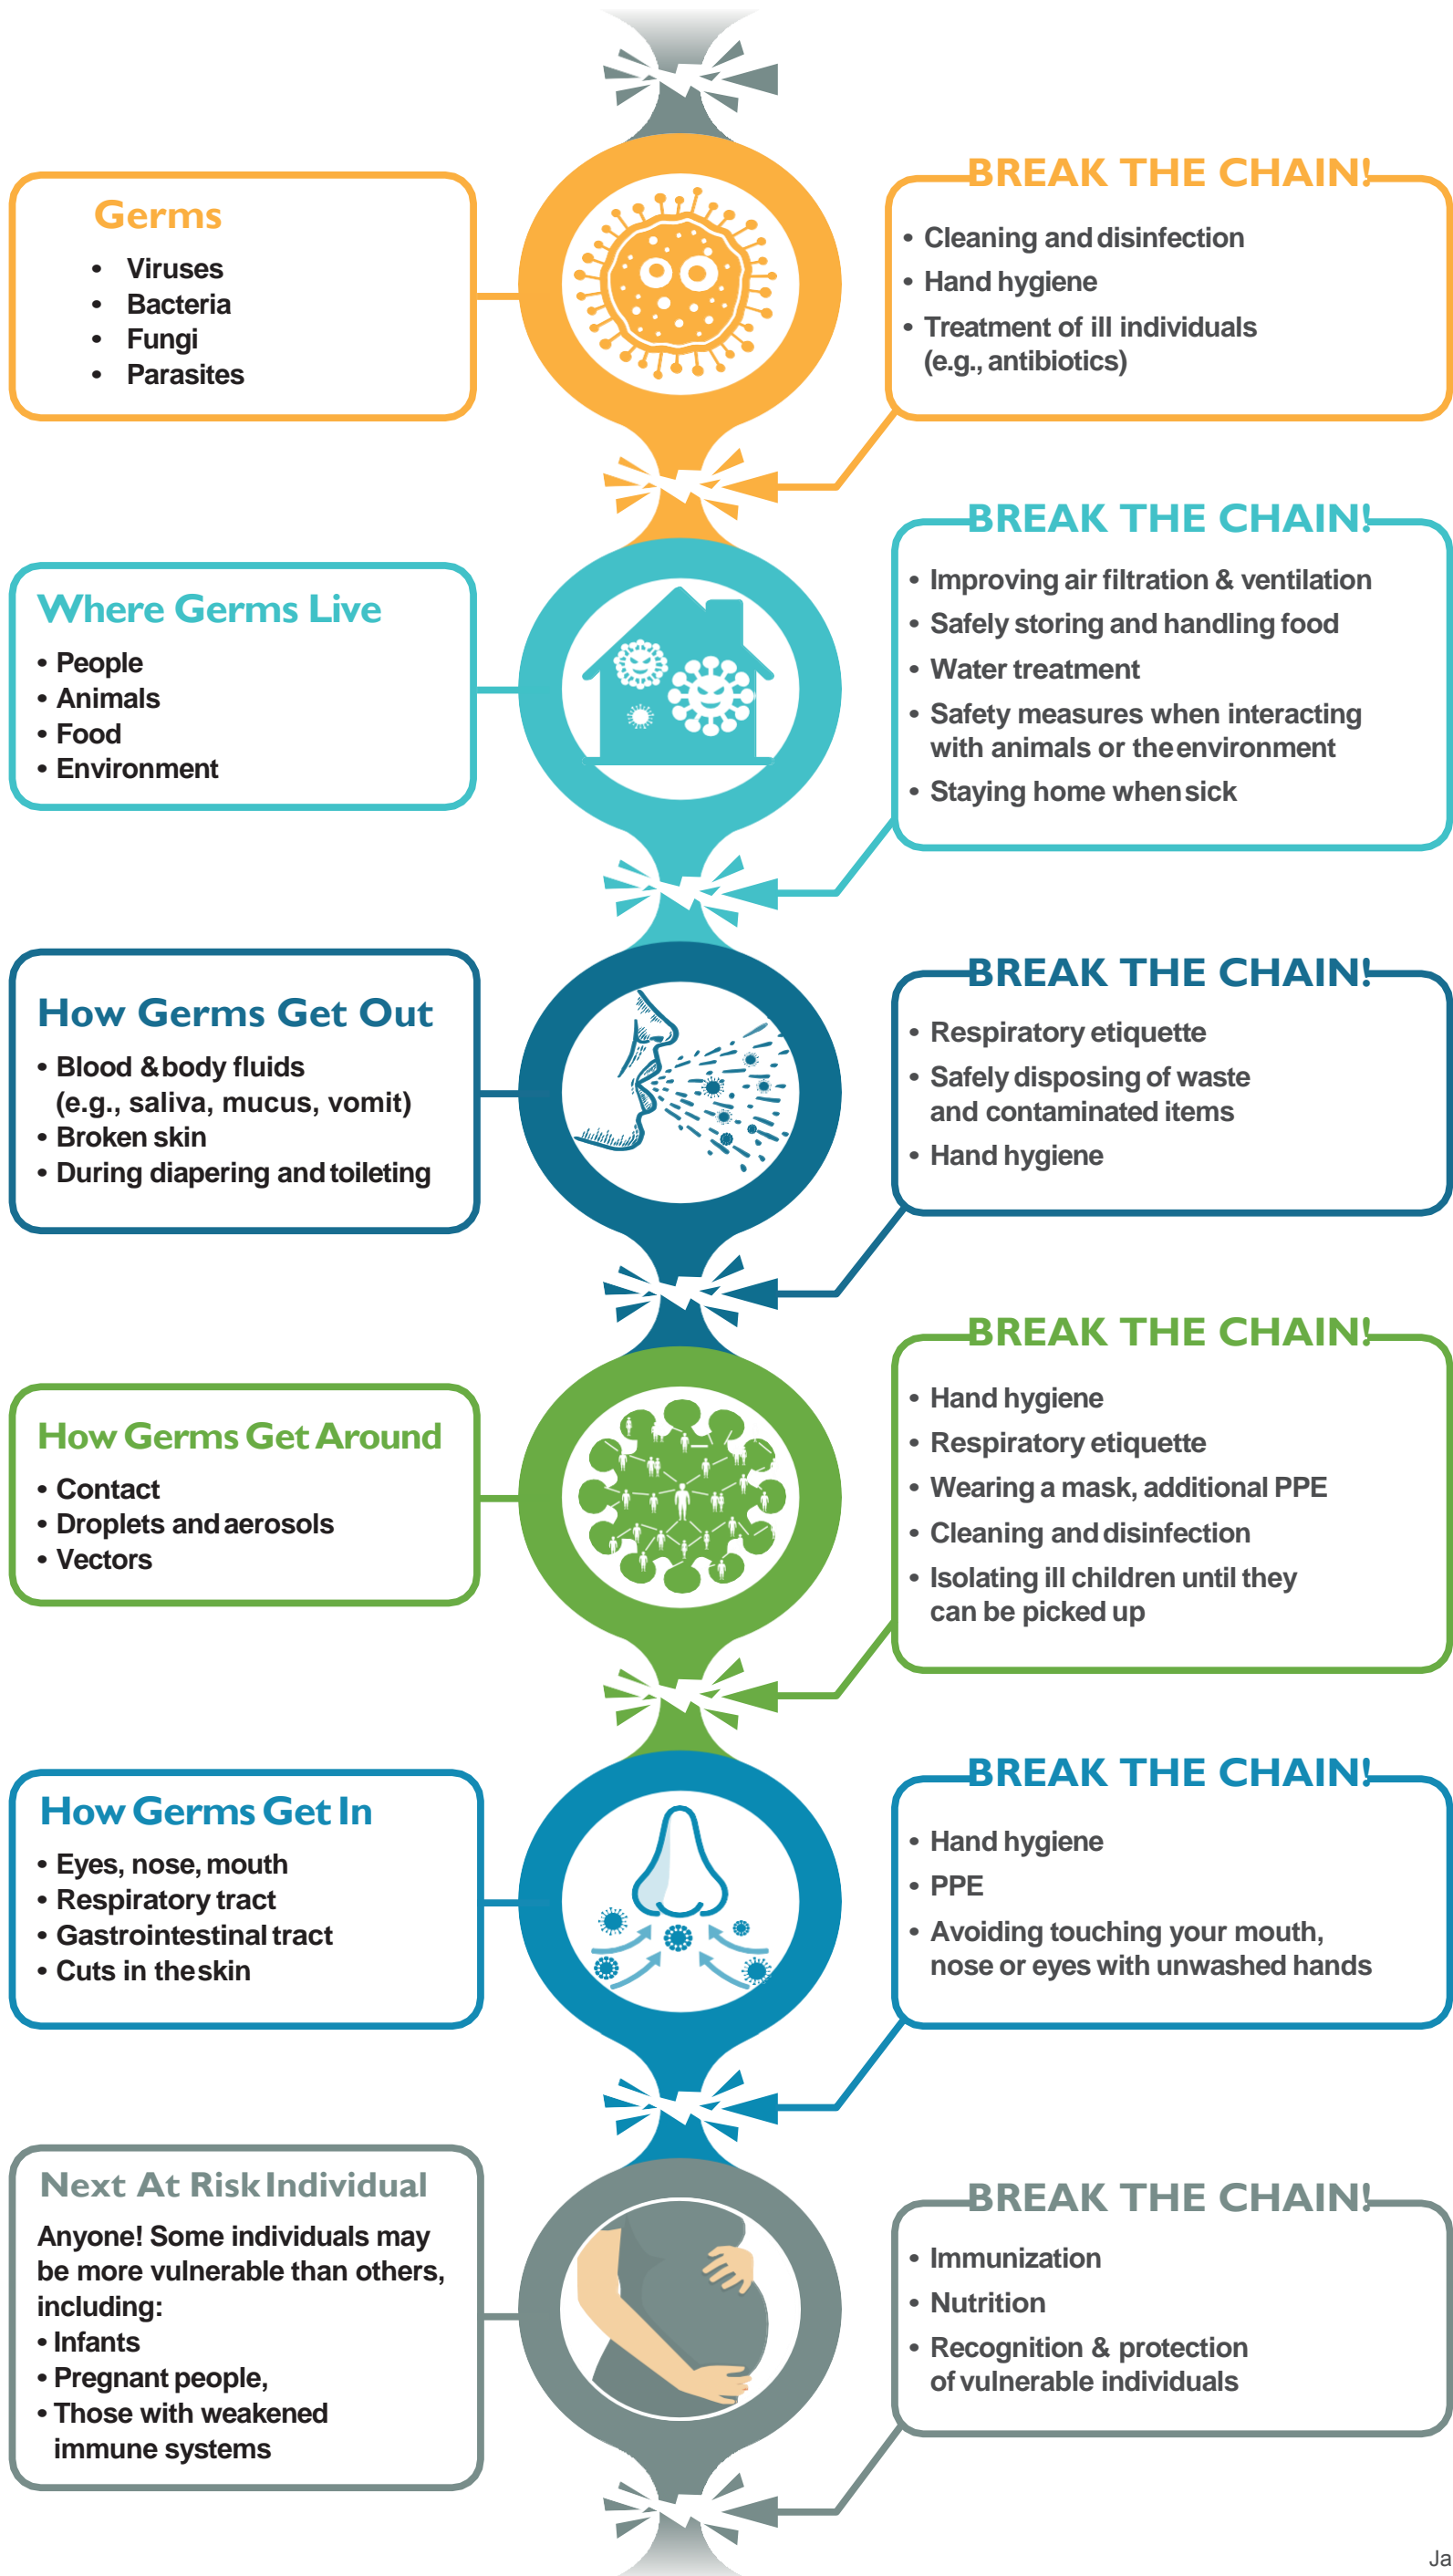 Germs
• Viruses
• Bacteria
• Fungi
• Parasites
BREAK THE CHAIN!
• Cleaning and disinfection
• Hand hygiene
• Treatment of ill individuals
(e.g., antibiotics)
Where Germs Live
• People
• Animals
• Food
• Environment
BREAK THE CHAIN!
• Improving air filtration & ventilation
• Safely storing and handling food
• Water treatment
• Safety measures when interacting
with animals or the environment
• Staying home when sick
How Germs Get Out
• Blood & body fluids
(e.g., saliva, mucus, vomit)
• Broken skin
• During diapering and toileting
BREAK THE CHAIN!
• Respiratory etiquette
• Safely disposing of waste
and contaminated items
• Hand hygiene
How Germs Get Around
• Contact
• Droplets and aerosols
• Vectors
BREAK THE CHAIN!
• Hand hygiene
• Respiratory etiquette
• Wearing a mask, additional PPE
• Cleaning and disinfection
• Isolating ill children until they
can be picked up
How Germs Get In
• Eyes, nose, mouth
• Respiratory tract
• Gastrointestinal tract
• Cuts in the skin
BREAK THE CHAIN!
• Hand hygiene
• PPE
• Avoiding touching your mouth,
nose or eyes with unwashed hands
Next At Risk Individual
Anyone! Some individuals may
be more vulnerable than others,
including:
• Infants
• Pregnant people,
• Those with weakened
immune systems
BREAK THE CHAIN!
• Immunization
• Nutrition
• Recognition & protection
of vulnerable individuals
Ja